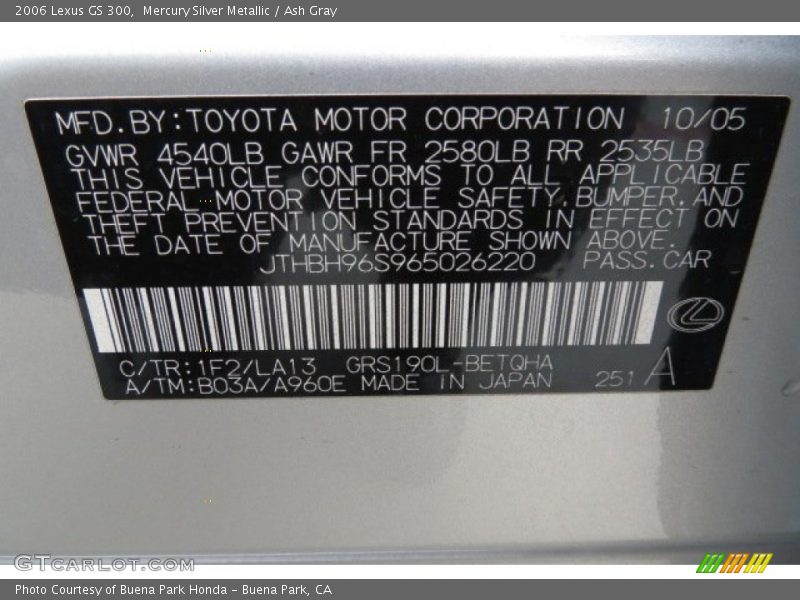 2006 Lexus GS 300, Mercury Silver Metallic / Ash Gray
MFD.BY:TOYOTA MOTOR CORPORATION 10/05
GVWR 4540LB GAWR FR 2580LB RR 2535LB
THIS VEHICLE CONFORMS TO ALL APPLICABLE
FEDERAL MOTOR VEHICLE SAFETY.BUMPER.AND
THEFT PREVENTION STANDARDS IN EFFECT ON
THE DATE OF MANUFACTURE SHOWN ABOVE.
JTHBH96S965026220 PASS.CAR
C/TR:1F2/LA13 GRS190L-BETQHA
A/TM:B03A/A960E MADE IN JAPAN 251 A
GTCARLOT.COM
Photo Courtesy of Buena Park Honda - Buena Park, CA